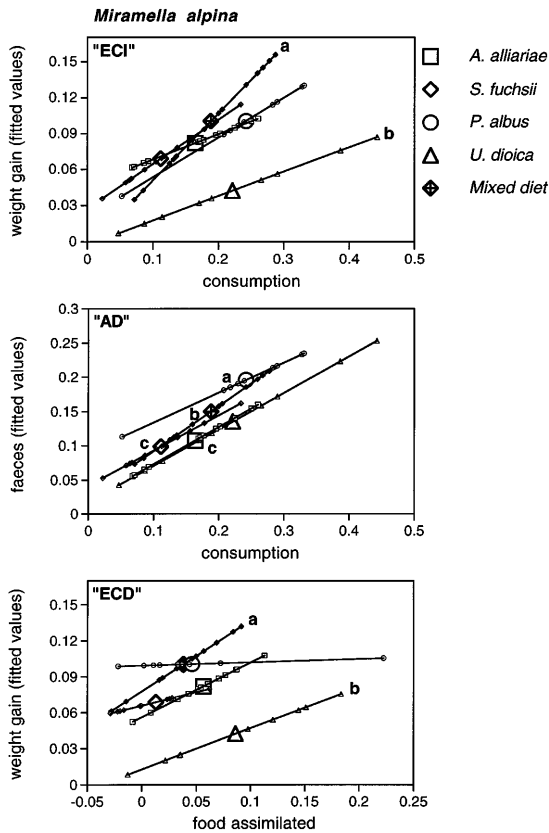 Miramella alpina
"ECI"
a
b
0.15
0.12
0.09
0.06
0.03
0
weight gain (fitted values)
0 0.1 0.2 0.3 0.4 0.5
consumption
A. alliariae
S. fuchsii
P. albus
U. dioica
Mixed diet
"AD"
a
b
c
c
0.3
0.25
0.2
0.15
0.1
0.05
0
faeces (fitted values)
0 0.1 0.2 0.3 0.4 0.5
consumption
"ECD"
a
b
0.15
0.12
0.09
0.06
0.03
0
weight gain (fitted values)
-0.05 0 0.05 0.1 0.15 0.2 0.25
food assimilated